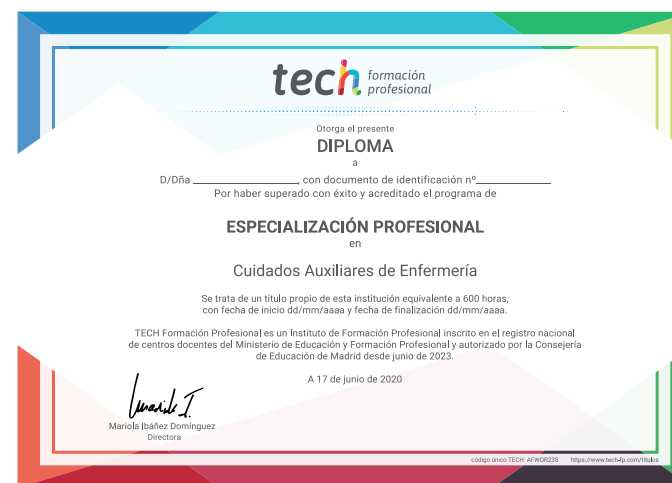 tech formación
profesional
Otorga el presente
DIPLOMA
a
D/Dña ____________________, con documento de identificación nº______________
Por haber superado con éxito y acreditado el programa de
ESPECIALIZACIÓN PROFESIONAL
en
Cuidados Auxiliares de Enfermería
Se trata de un título propio de esta institución equivalente a 600 horas,
con fecha de inicio dd/mm/aaaa y fecha de finalización dd/mm/aaaa.
TECH Formación Profesional es un Instituto de Formación Profesional inscrito en el registro nacional
de centros docentes del Ministerio de Educación y Formación Profesional y autorizado por la Consejería
de Educación de Madrid desde junio de 2023.
A 17 de junio de 2020
Mariola Ibáñez Domínguez
Directora
código único TECH: AFWOR23S https://www.tech-fp.com/titulos